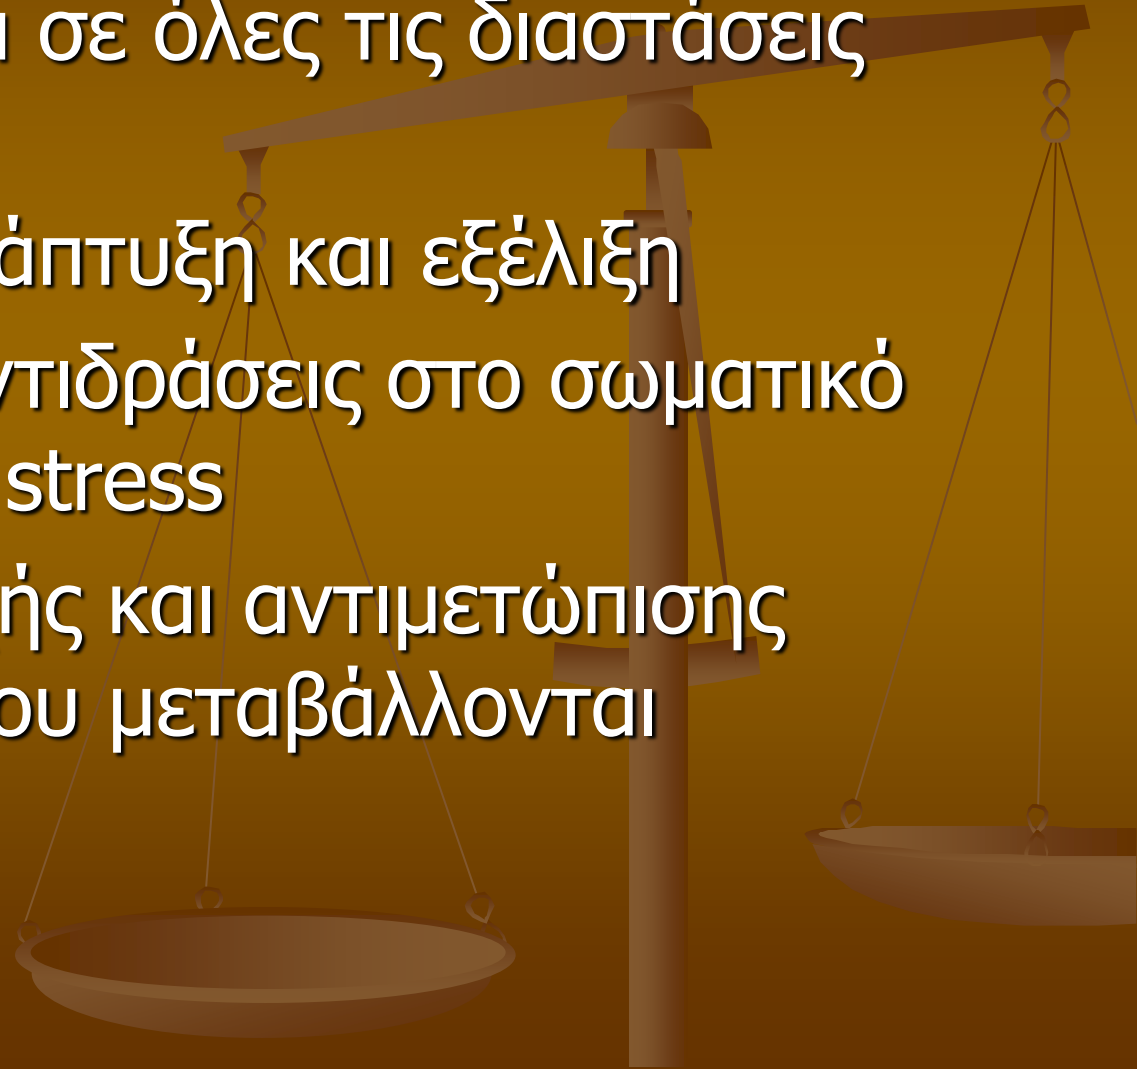 σε όλες τις διαστάσεις
άπτυξη και εξέλιξη
ντιδράσεις στο σωματικό
stress
ής και αντιμετώπισης
ου μεταβάλλονται